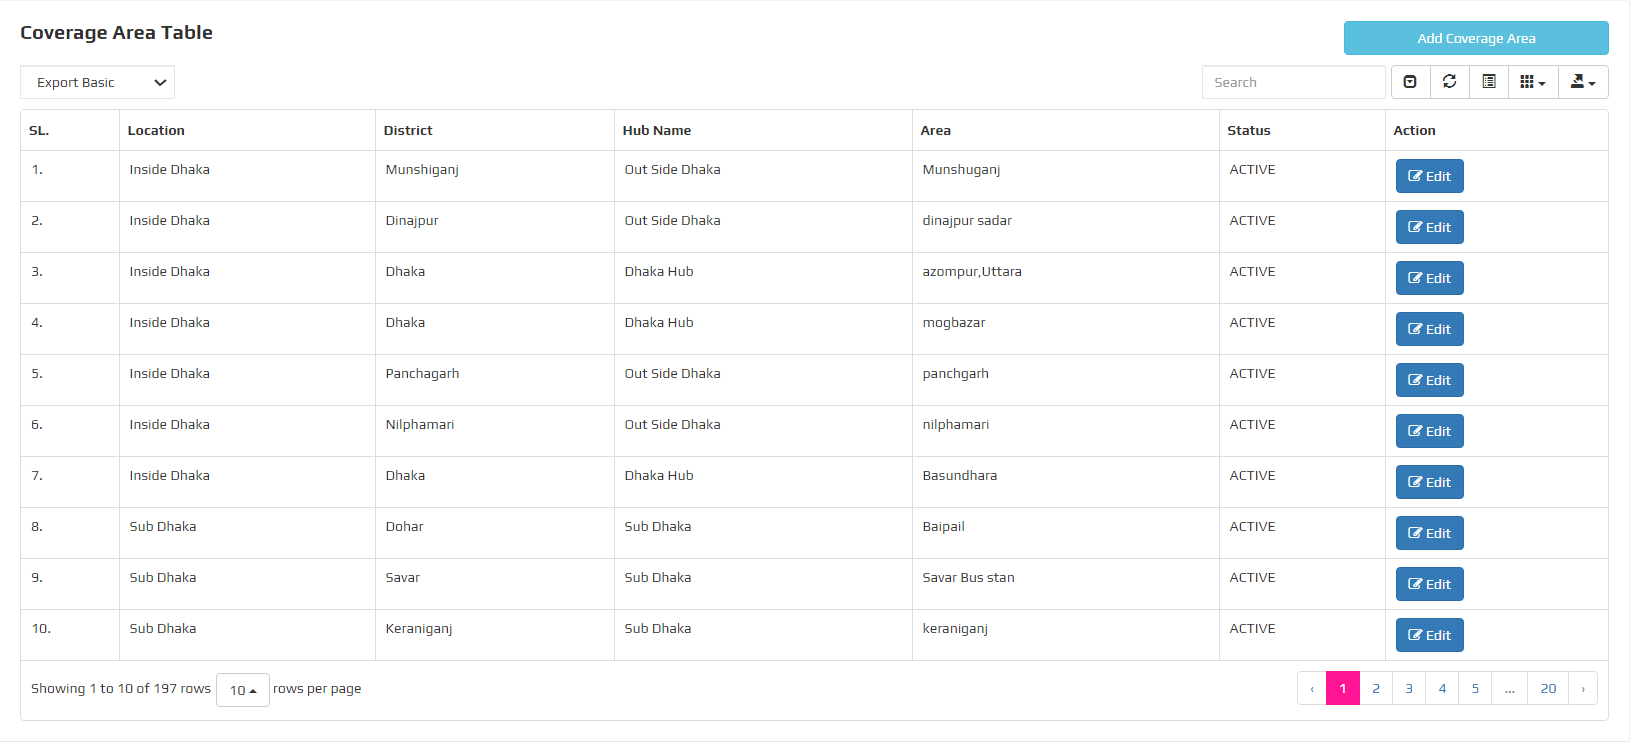 Coverage Area Table
Add Coverage Area
Export Basic
Search
SL. Location District Hub Name Area Status Action
1. Inside Dhaka Munshiganj Out Side Dhaka Munshuganj ACTIVE Edit
2. Inside Dhaka Dinajpur Out Side Dhaka dinajpur sadar ACTIVE Edit
3. Inside Dhaka Dhaka Dhaka Hub azompur,Uttara ACTIVE Edit
4. Inside Dhaka Dhaka Dhaka Hub mogbazar ACTIVE Edit
5. Inside Dhaka Panchagarh Out Side Dhaka panchgarh ACTIVE Edit
6. Inside Dhaka Nilphamari Out Side Dhaka nilphamari ACTIVE Edit
7. Inside Dhaka Dhaka Dhaka Hub Basundhara ACTIVE Edit
8. Sub Dhaka Dohar Sub Dhaka Baipail ACTIVE Edit
9. Sub Dhaka Savar Sub Dhaka Savar Bus stan ACTIVE Edit
10. Sub Dhaka Keraniganj Sub Dhaka keraniganj ACTIVE Edit
Showing 1 to 10 of 197 rows 10 rows per page ‹ 1 2 3 4 5 ... 20 ›